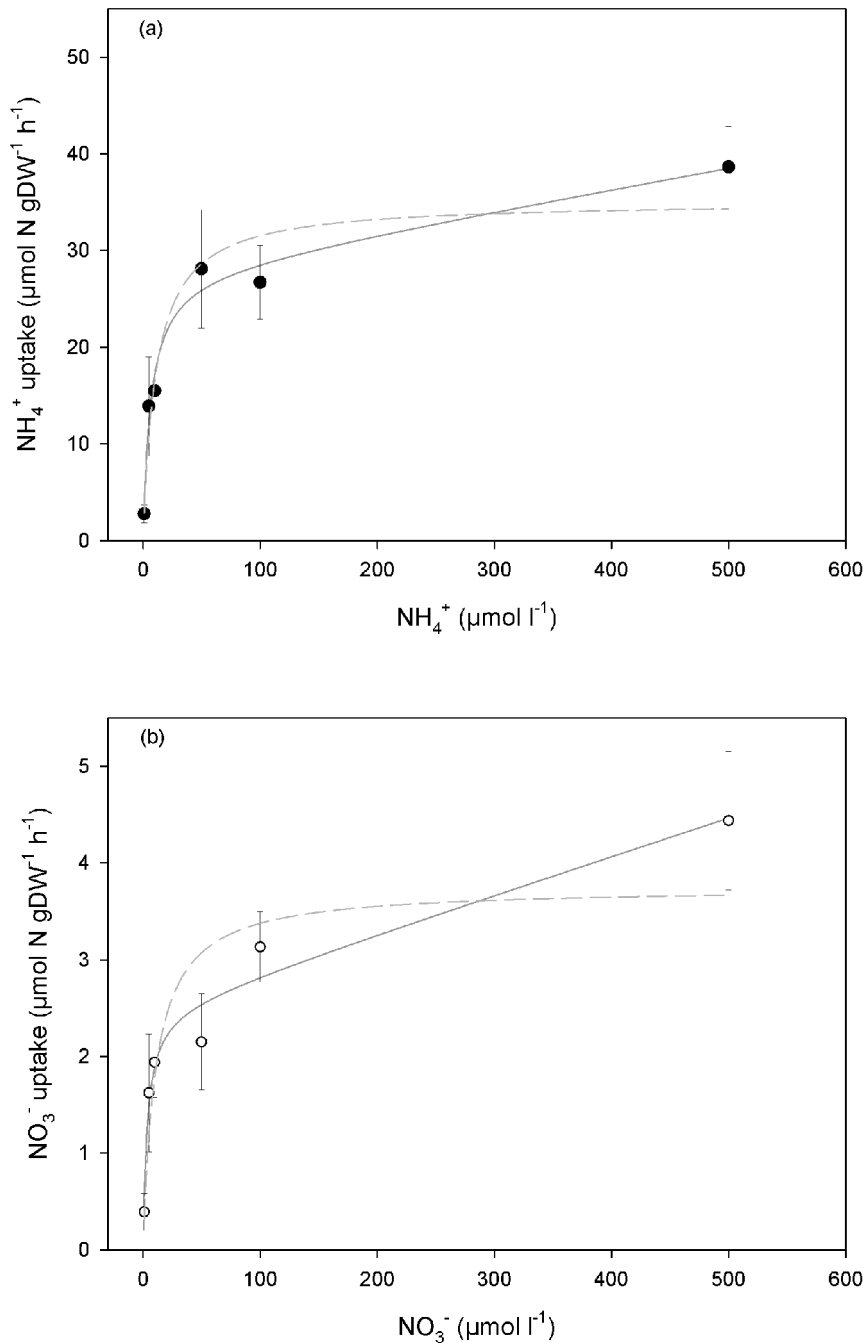 (a)
50
40
30
20
10
0
NH₄⁺ uptake (µmol N gDW⁻¹ h⁻¹)
0 100 200 300 400 500 600
NH₄⁺ (µmol l⁻¹)
(b)
5
4
3
2
1
0
NO₃⁻ uptake (µmol N gDW⁻¹ h⁻¹)
0 100 200 300 400 500 600
NO₃⁻ (µmol l⁻¹)